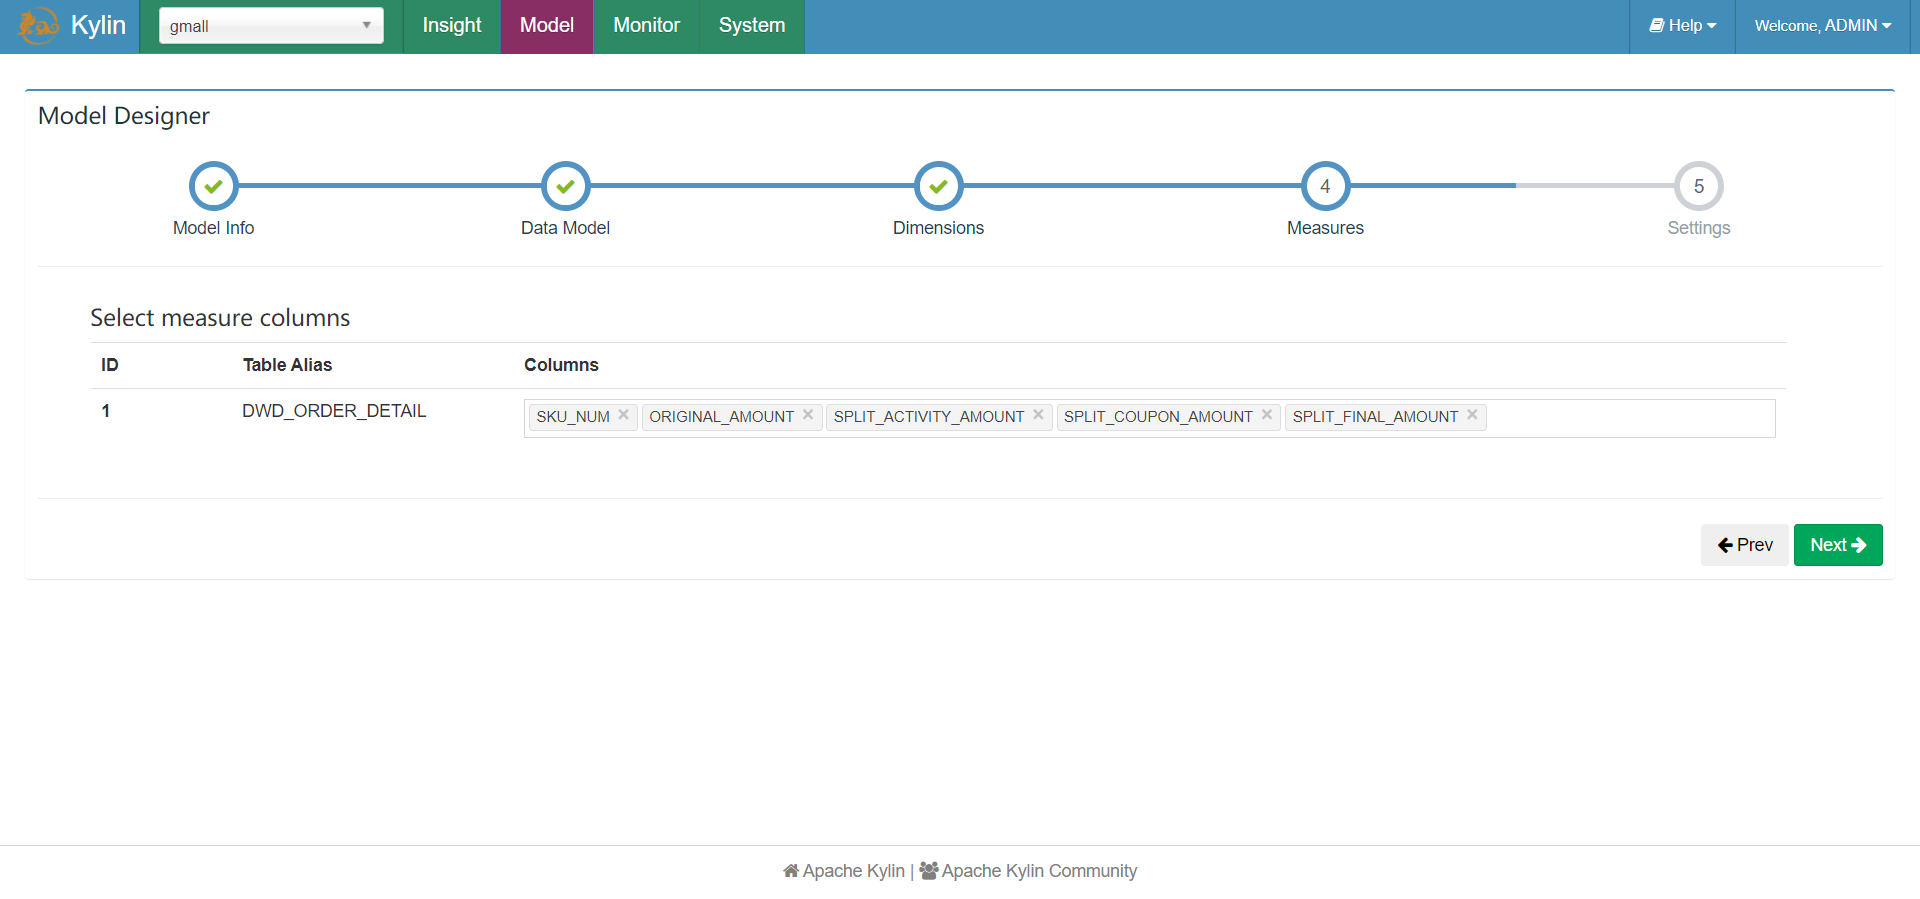 Kylin gmall Insight Model Monitor System Help Welcome, ADMIN
Model Designer
4 5
Model Info Data Model Dimensions Measures Settings
Select measure columns
ID Table Alias Columns
1 DWD_ORDER_DETAIL SKU_NUM ORIGINAL_AMOUNT SPLIT_ACTIVITY_AMOUNT SPLIT_COUPON_AMOUNT SPLIT_FINAL_AMOUNT
Prev Next
Apache Kylin | Apache Kylin Community